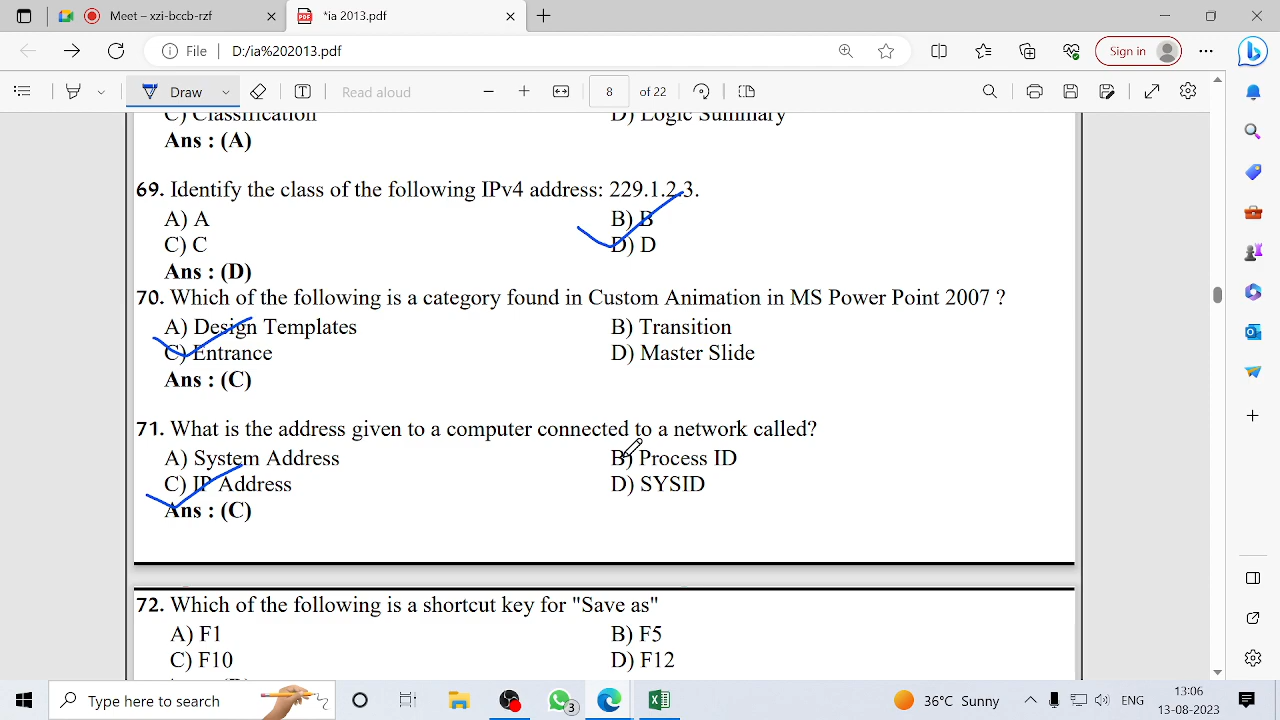 Meet – xzi-bccb-rzf
*ia 2013.pdf
File D:/ia%202013.pdf
Sign in
Draw
Read aloud
8 of 22
C) Classification D) Logic Summary
Ans : (A)
69. Identify the class of the following IPv4 address: 229.1.2.3.
A) A B) B
C) C D) D
Ans : (D)
70. Which of the following is a category found in Custom Animation in MS Power Point 2007 ?
A) Design Templates B) Transition
C) Entrance D) Master Slide
Ans : (C)
71. What is the address given to a computer connected to a network called?
A) System Address B) Process ID
C) IP Address D) SYSID
Ans : (C)
72. Which of the following is a shortcut key for "Save as"
A) F1 B) F5
C) F10 D) F12
Type here to search
3
36°C Sunny
ENG
13:06
13-08-2023